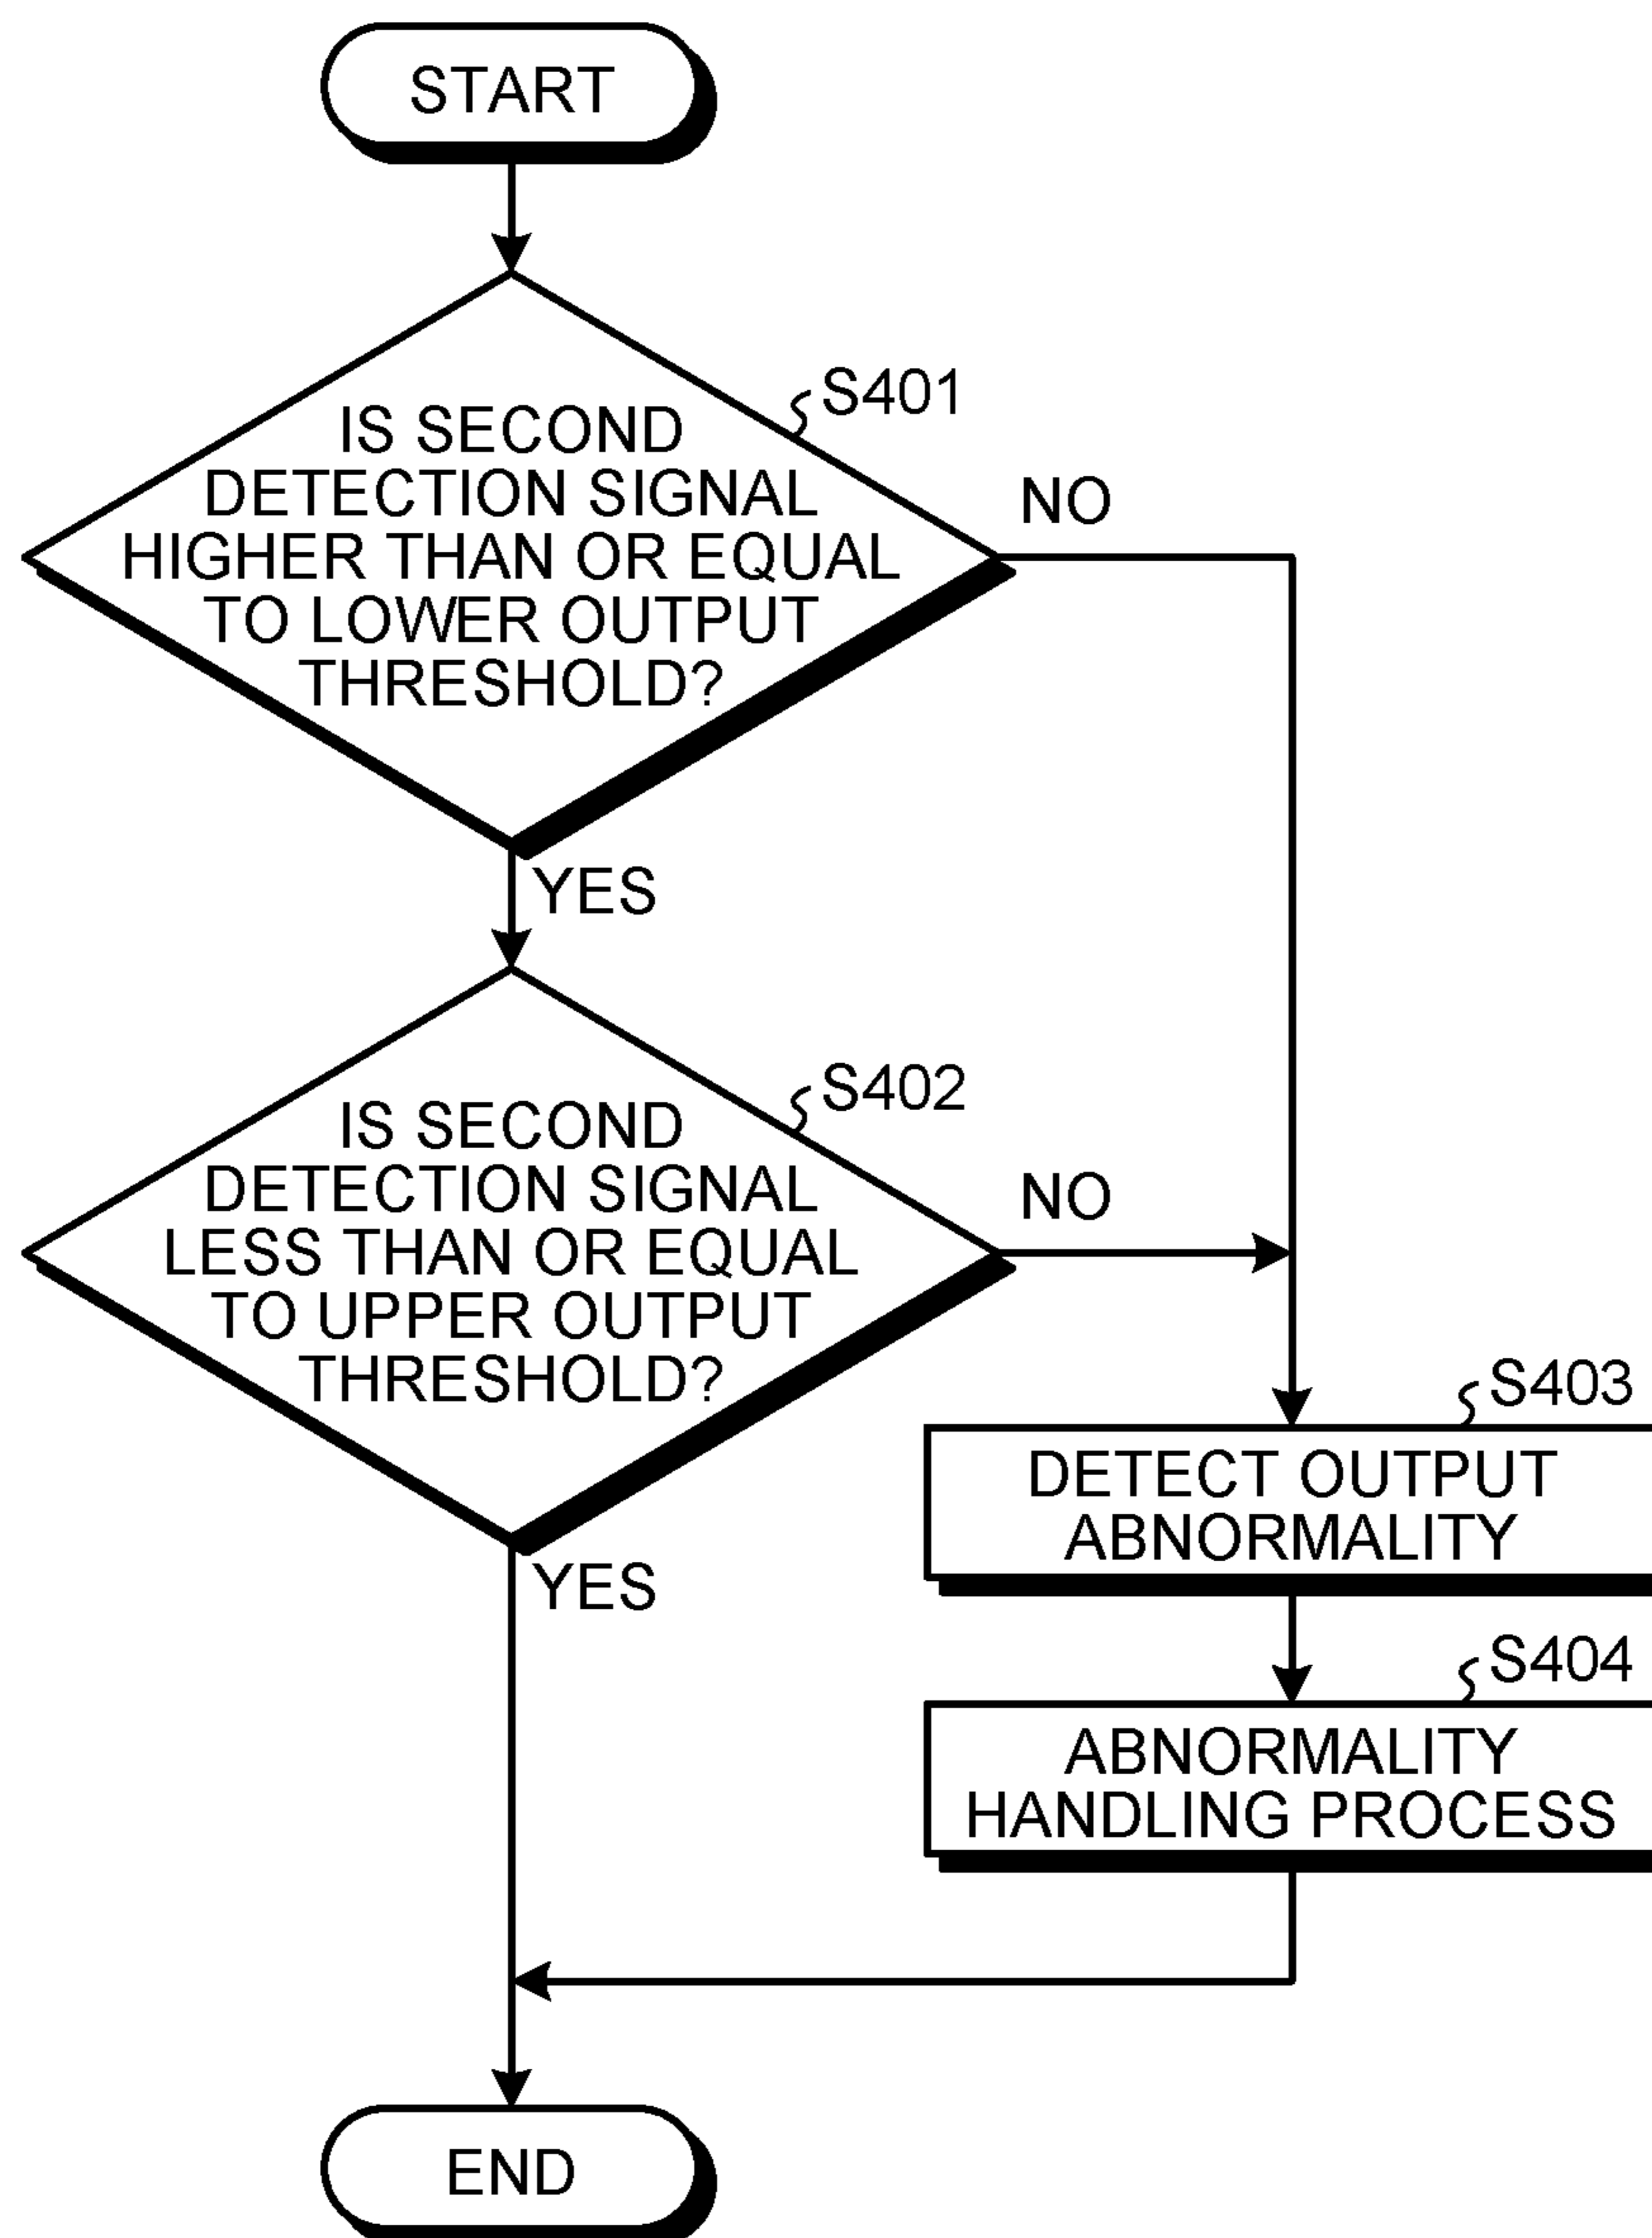 START
S401
IS SECOND
DETECTION SIGNAL
HIGHER THAN OR EQUAL
TO LOWER OUTPUT
THRESHOLD?
NO
YES
S402
IS SECOND
DETECTION SIGNAL
LESS THAN OR EQUAL
TO UPPER OUTPUT
THRESHOLD?
NO
YES
S403
DETECT OUTPUT
ABNORMALITY
S404
ABNORMALITY
HANDLING PROCESS
END